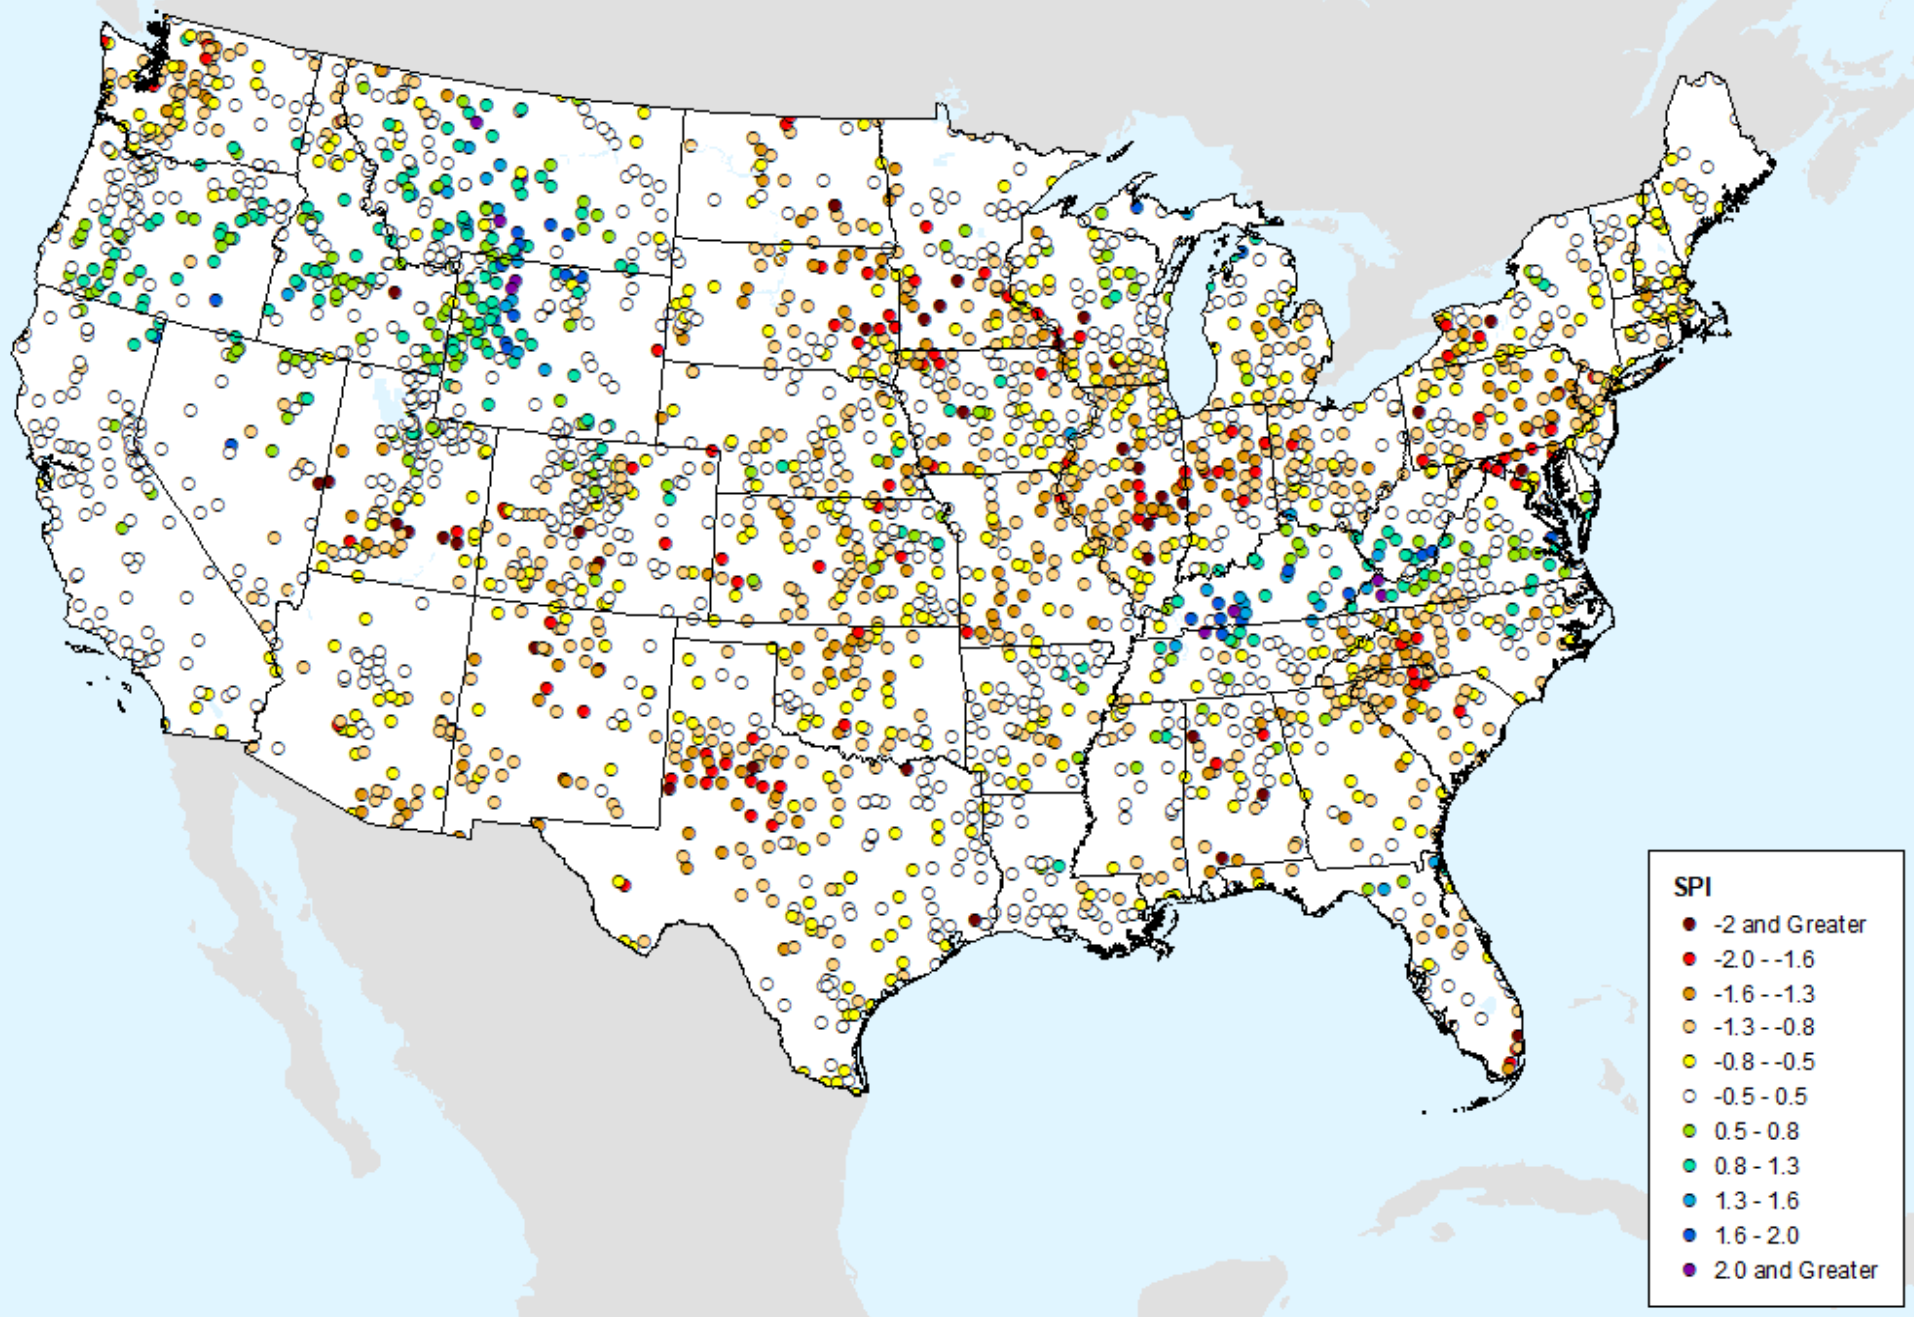 SPI
-2 and Greater
-2.0 - -1.6
-1.6 - -1.3
-1.3 - -0.8
-0.8 - -0.5
-0.5 - 0.5
0.5 - 0.8
0.8 - 1.3
1.3 - 1.6
1.6 - 2.0
2.0 and Greater